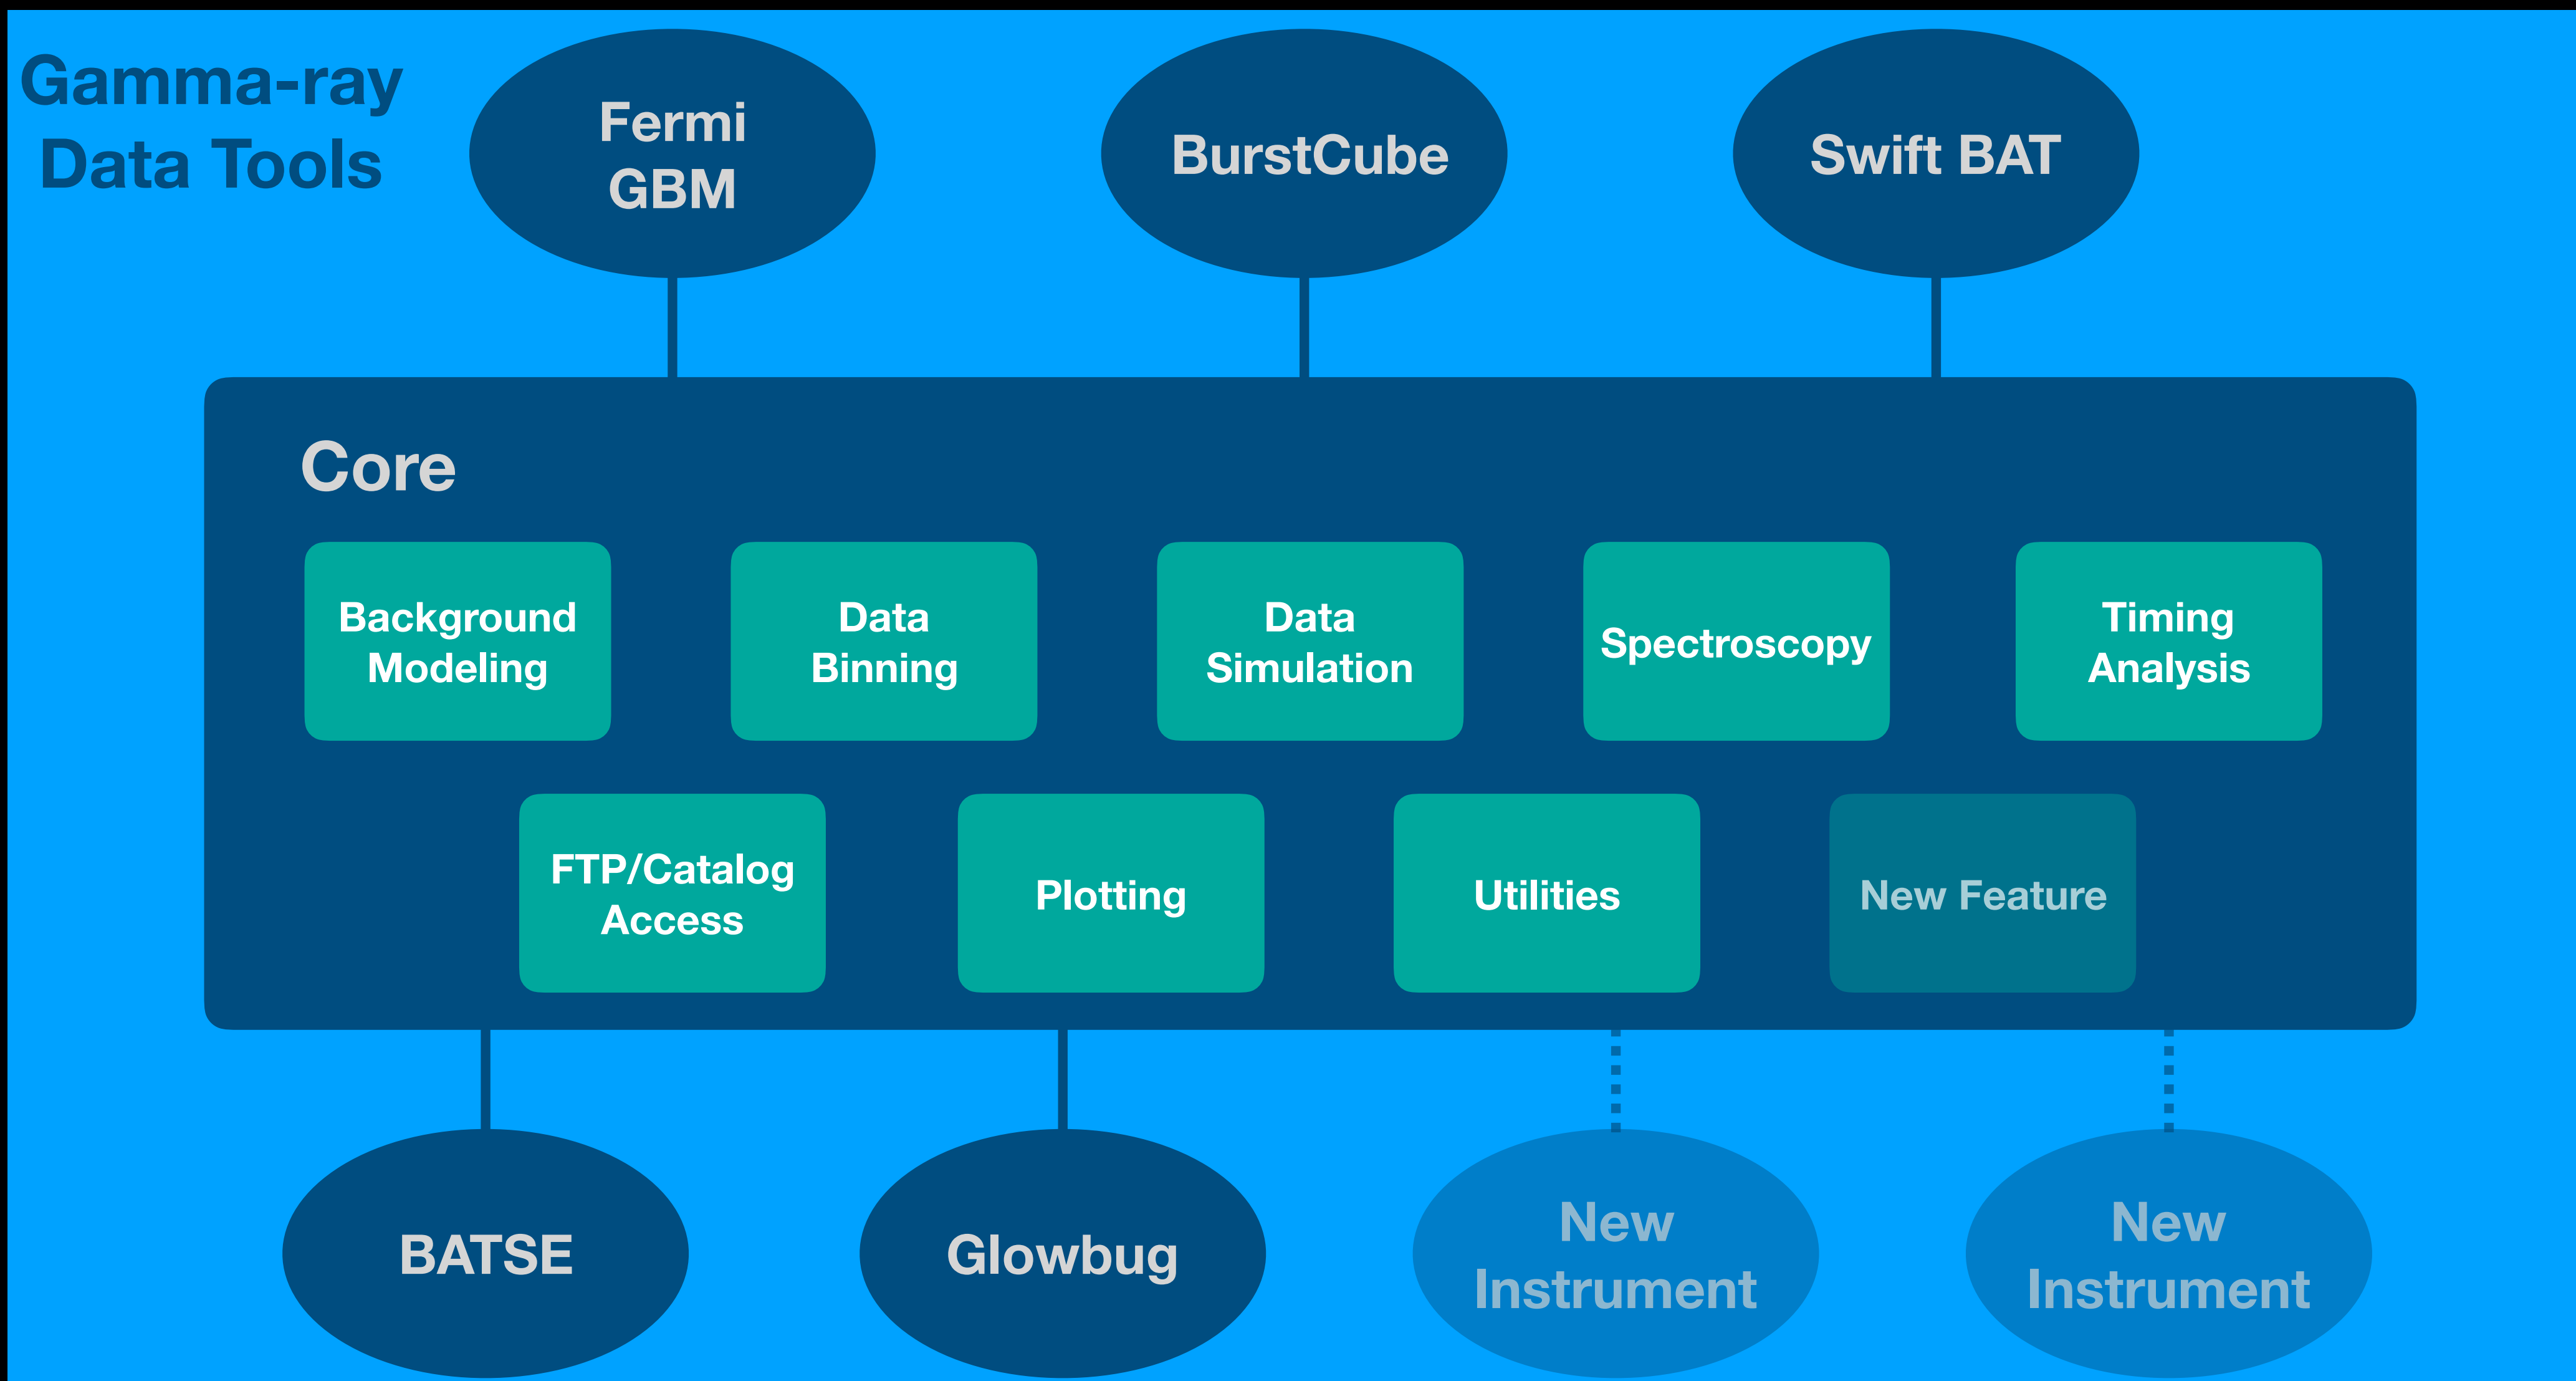 Gamma-ray
Data Tools
Fermi
GBM
BurstCube
Swift BAT
Core
Background
Modeling
Data
Binning
Data
Simulation
Spectroscopy
Timing
Analysis
FTP/Catalog
Access
Plotting
Utilities
New Feature
BATSE
Glowbug
New
Instrument
New
Instrument